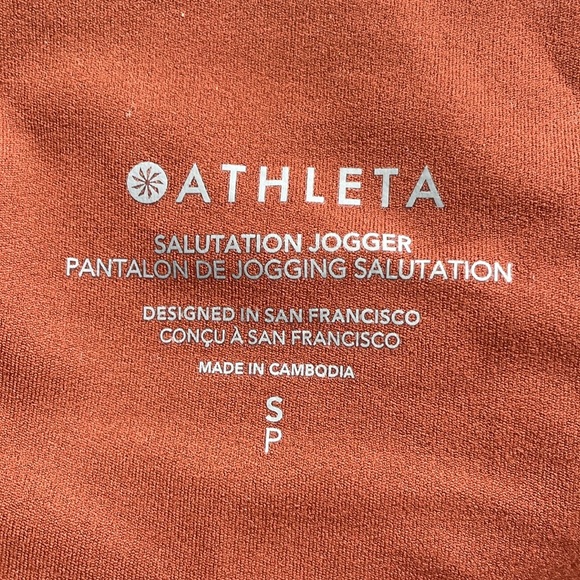 ATHLETA
SALUTATION JOGGER
PANTALON DE JOGGING SALUTATION
DESIGNED IN SAN FRANCISCO
CONÇU À SAN FRANCISCO
MADE IN CAMBODIA
S
P